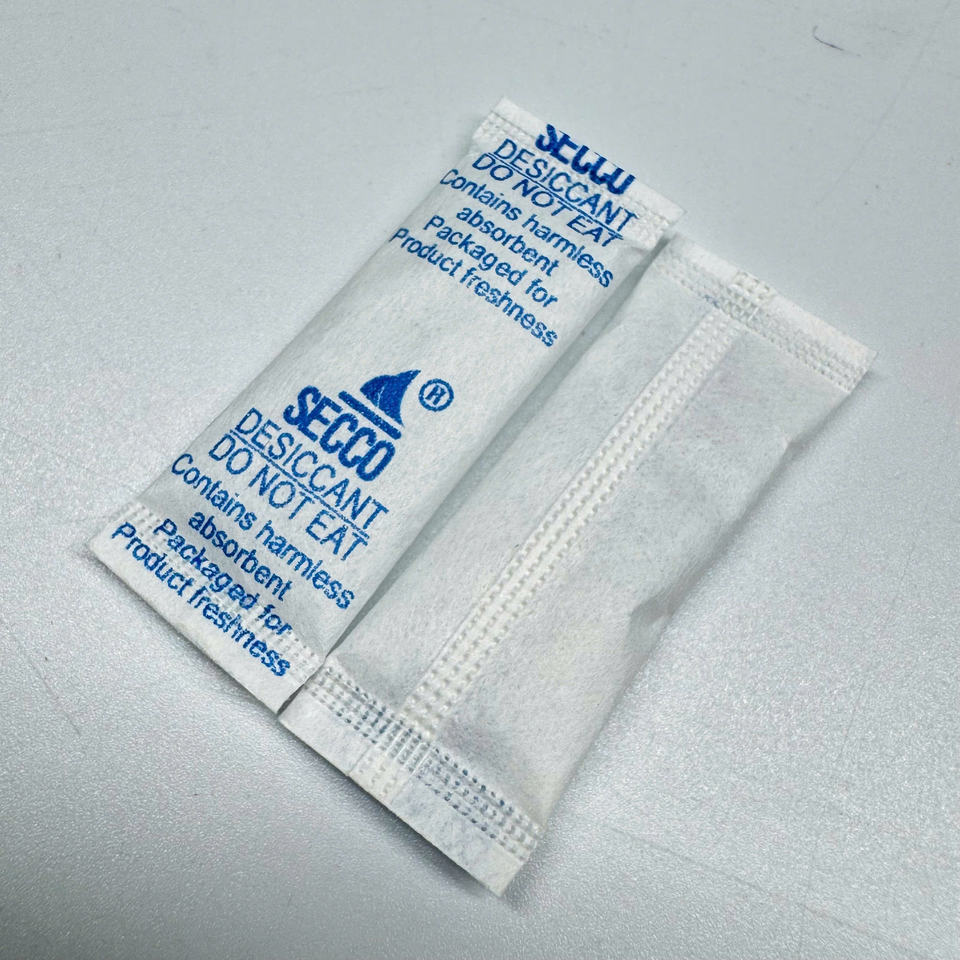 SECCO
DESICCANT
DO NOT EAT
Contains harmless
absorbent
Packaged for
Product freshness
®
SECCO
DESICCANT
DO NOT EAT
Contains harmless
absorbent
Packaged for
Product freshness